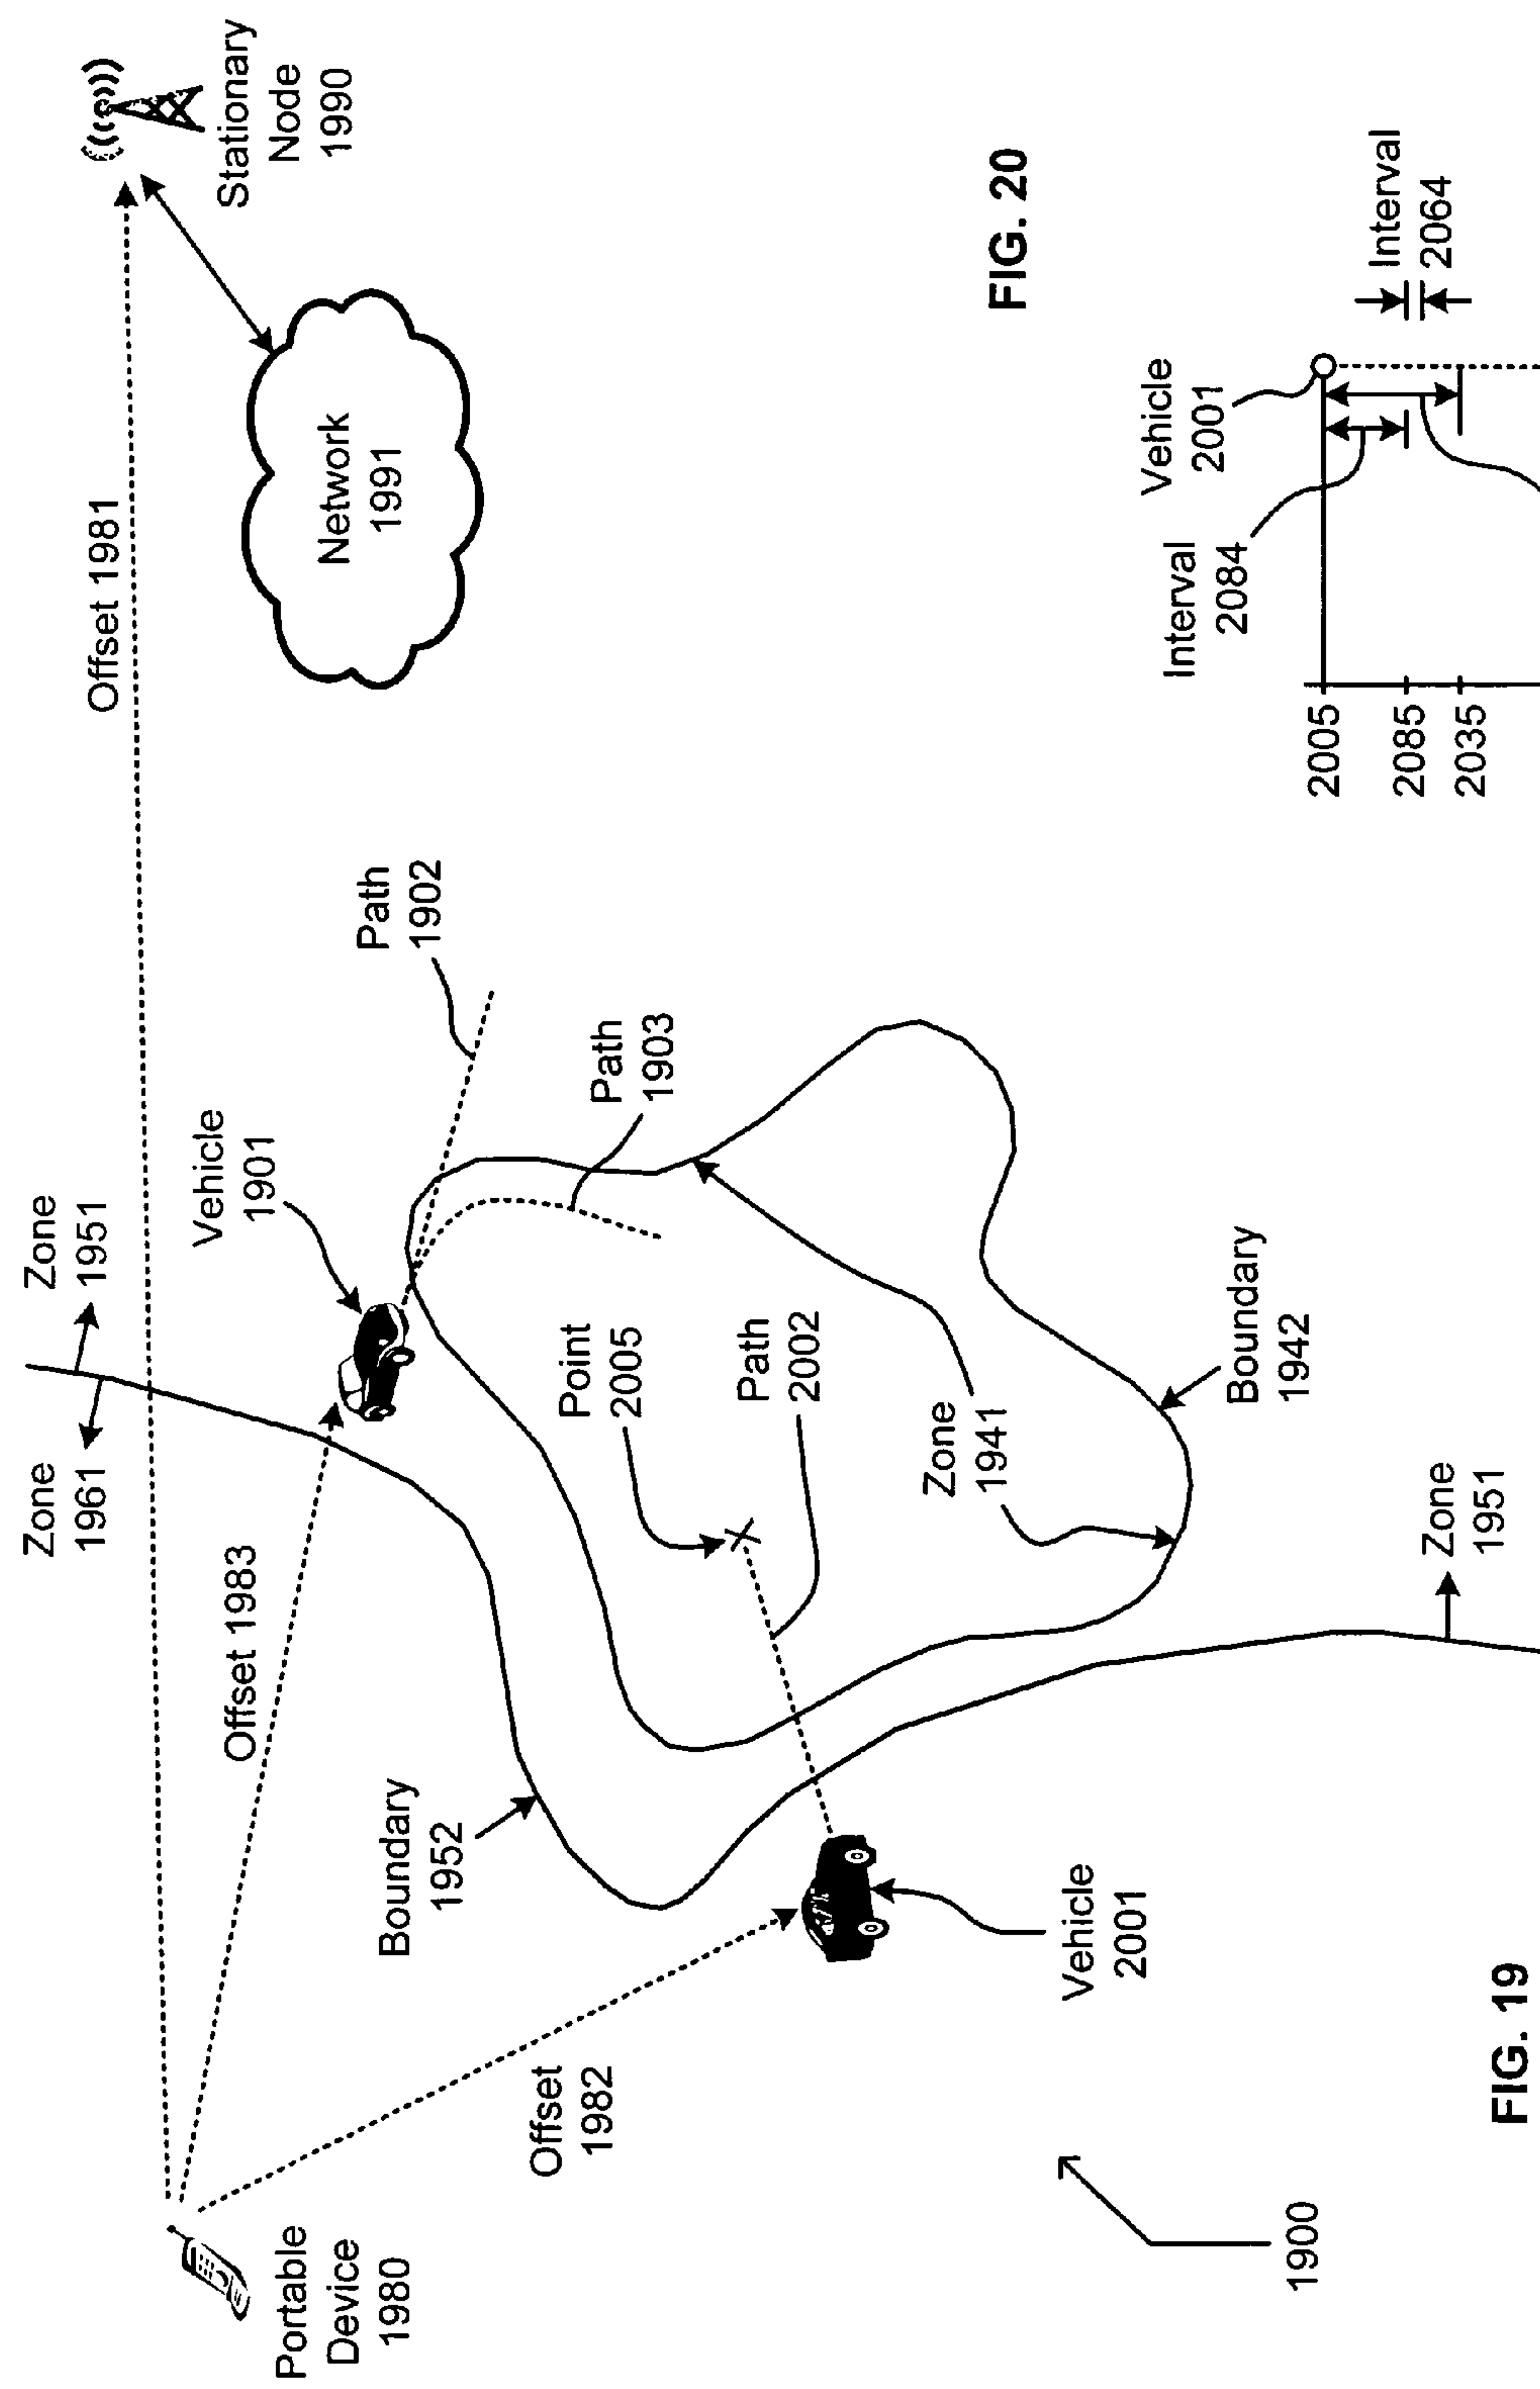 Portable
Device
1980
Offset 1981
Stationary
Node
1990
Network
1991
Offset 1983
Offset
1982
Zone
1961
Zone
1951
Vehicle
1901
Path
1902
Path
1903
Boundary
1952
Point
2005
Path
2002
Zone
1941
Boundary
1942
Vehicle
2001
Zone
1951
1900
FIG. 19
FIG. 20
Vehicle
2001
Interval
2064
Interval
2084
2005
2085
2035